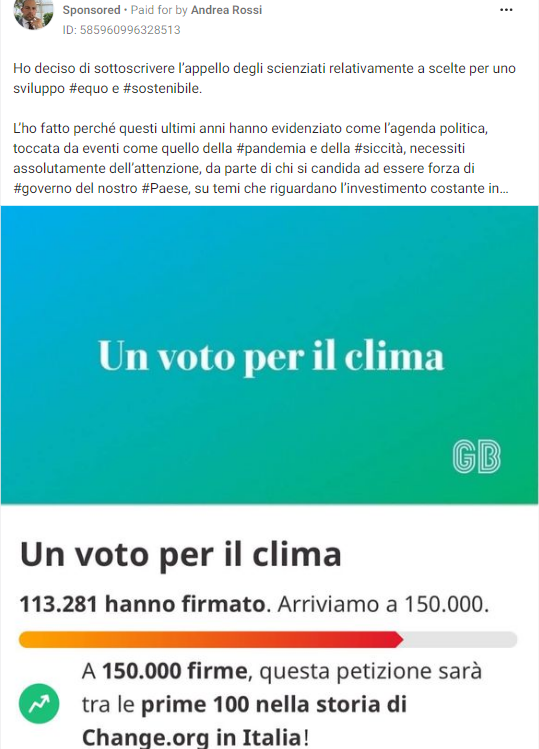 Sponsored • Paid for by Andrea Rossi
ID: 585960996328513
Ho deciso di sottoscrivere l’appello degli scienziati relativamente a scelte per uno
sviluppo #equo e #sostenibile.
L‘ho fatto perché questi ultimi anni hanno evidenziato come l’agenda politica,
toccata da eventi come quello della #pandemia e della #siccità, necessiti
assolutamente dell’attenzione, da parte di chi si candida ad essere forza di
#governo del nostro #Paese, su temi che riguardano l’investimento costante in...
Un voto per il clima
GB
Un voto per il clima
113.281 hanno firmato. Arriviamo a 150.000.
A 150.000 firme, questa petizione sarà
tra le prime 100 nella storia di
Change.org in Italia!